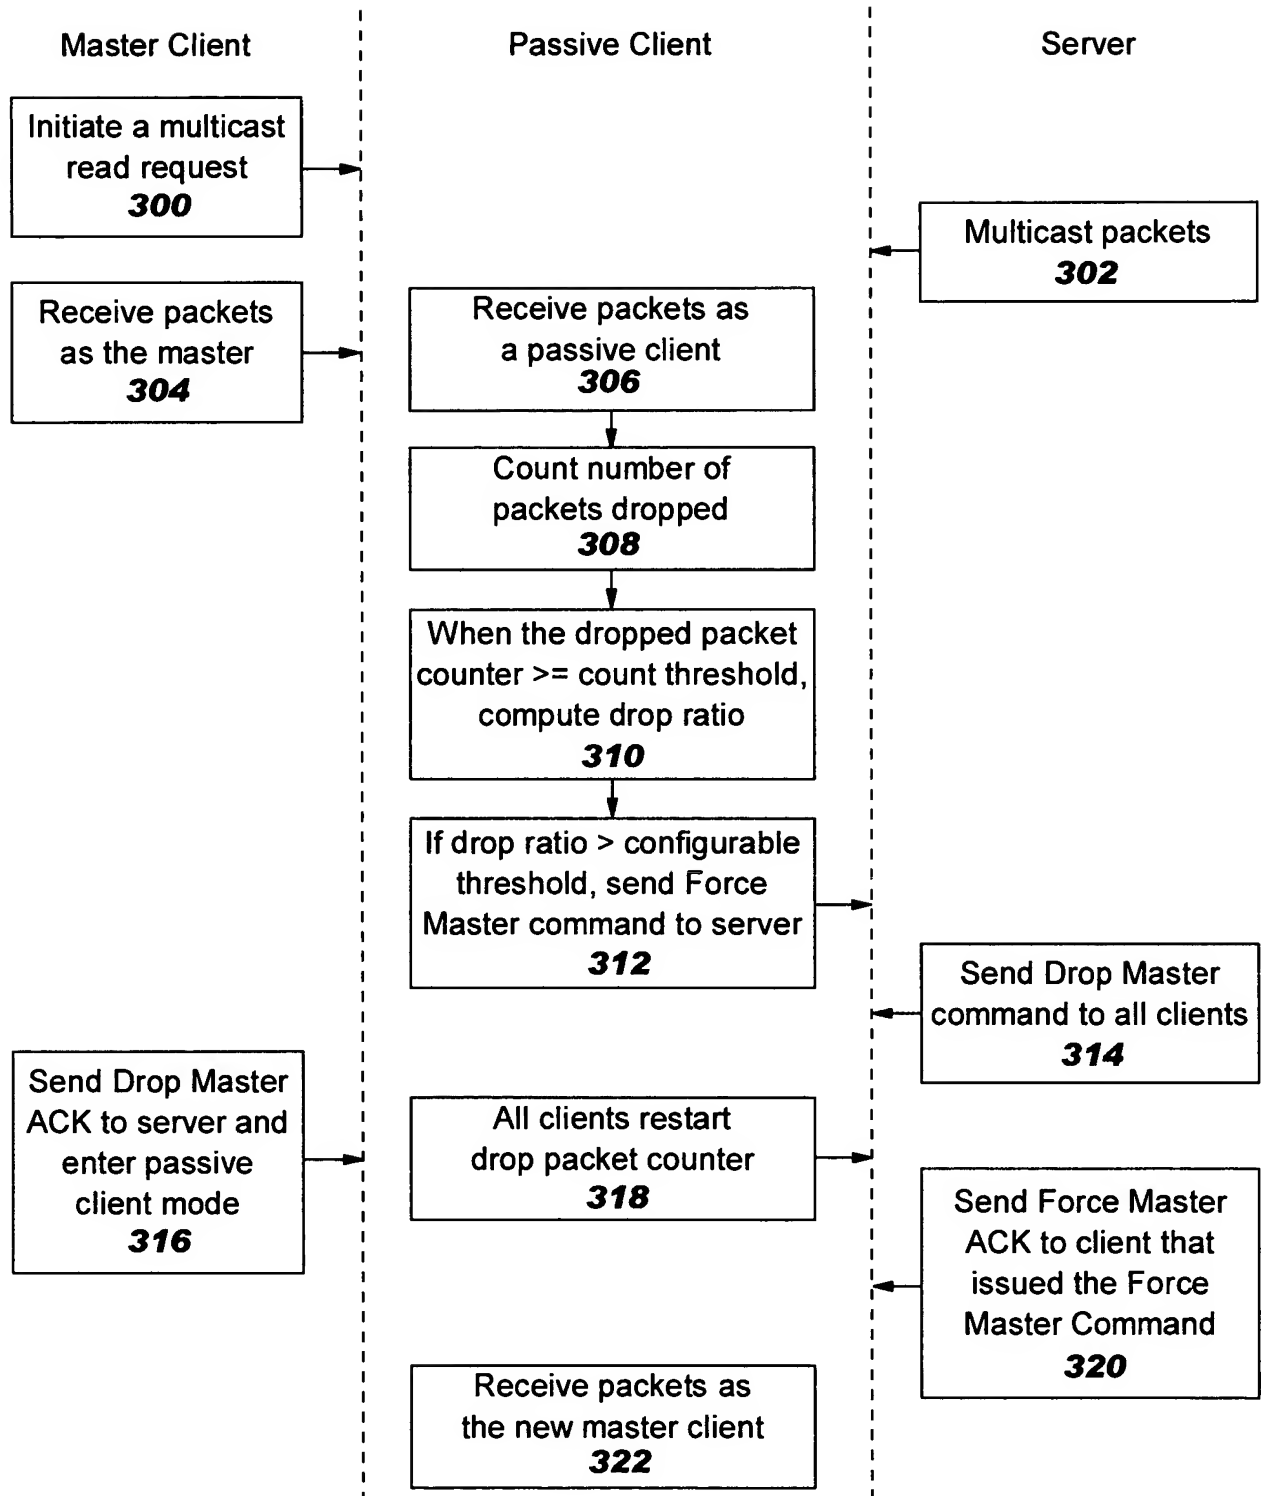 Master Client
Passive Client
Server
Initiate a multicast
read request
300
Multicast packets
302
Receive packets
as the master
304
Receive packets as
a passive client
306
Count number of
packets dropped
308
When the dropped packet
counter >= count threshold,
compute drop ratio
310
If drop ratio > configurable
threshold, send Force
Master command to server
312
Send Drop Master
command to all clients
314
Send Drop Master
ACK to server and
enter passive
client mode
316
All clients restart
drop packet counter
318
Send Force Master
ACK to client that
issued the Force
Master Command
320
Receive packets as
the new master client
322